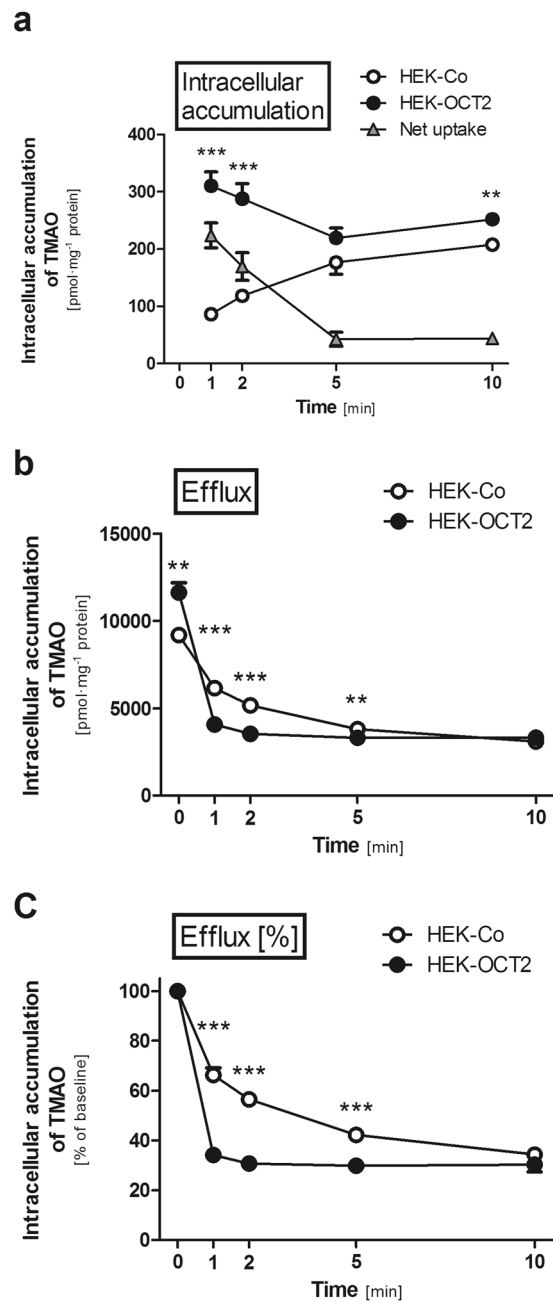 a
Intracellular
accumulation
HEK-Co
HEK-OCT2
Net uptake
Intracellular accumulation
of TMAO
[pmol·mg⁻¹ protein]
400
300
200
100
0
***
***
**
0 1 2 5 10
Time [min]
b
Efflux
HEK-Co
HEK-OCT2
Intracellular accumulation
of TMAO
[pmol·mg⁻¹ protein]
15000
10000
5000
0
**
***
***
**
0 1 2 5 10
Time [min]
C
Efflux [%]
HEK-Co
HEK-OCT2
Intracellular accumulation
of TMAO
[% of baseline]
100
80
60
40
20
0
***
***
***
0 1 2 5 10
Time [min]